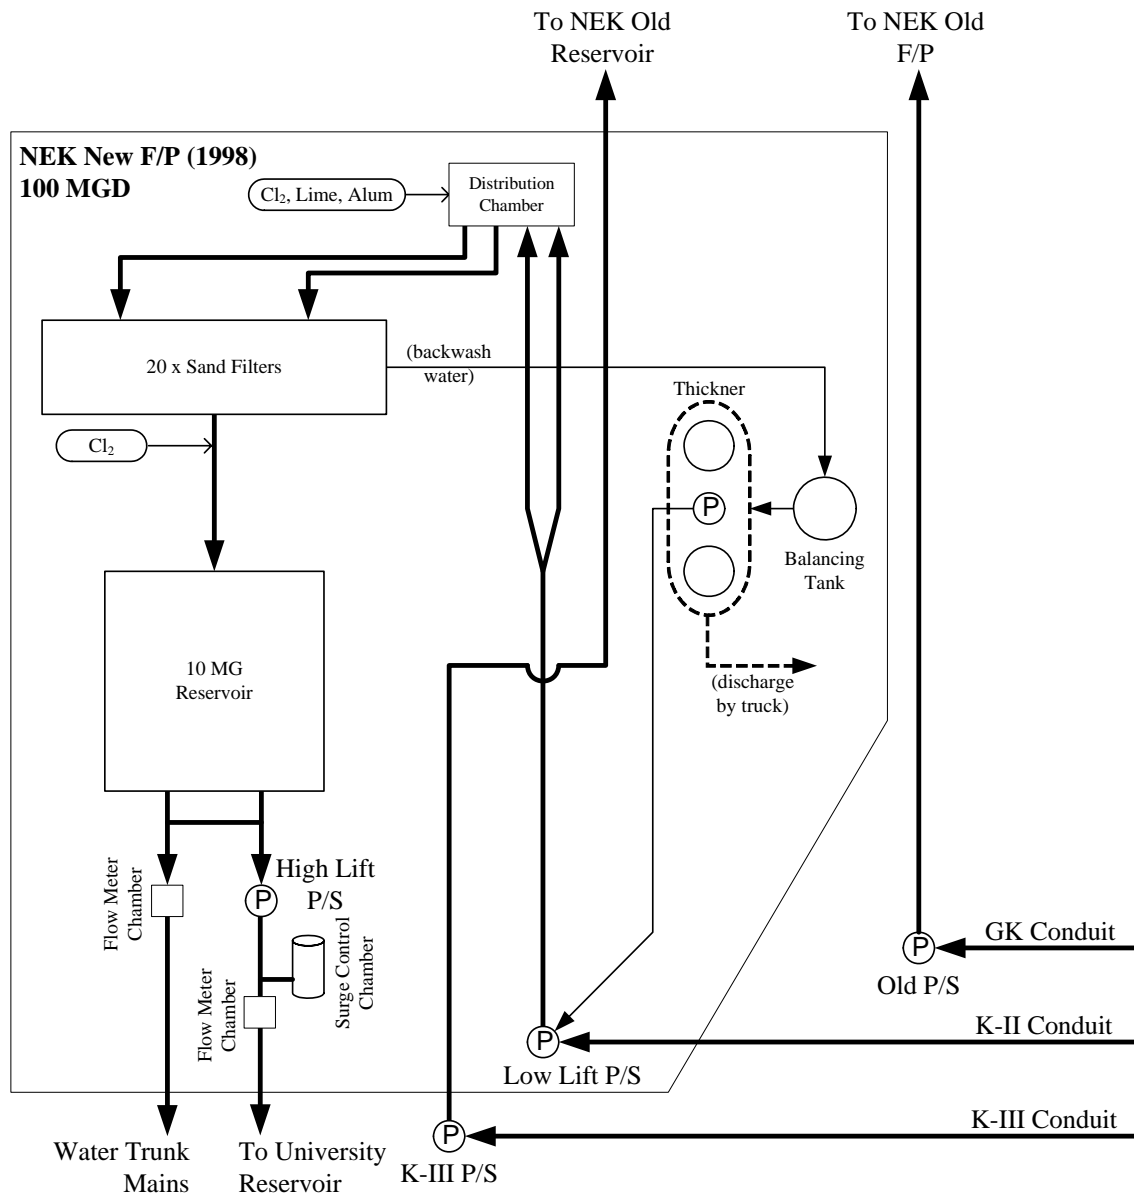 To NEK Old
Reservoir
To NEK Old
F/P
NEK New F/P (1998)
100 MGD
Cl₂, Lime, Alum
Distribution
Chamber
20 x Sand Filters
(backwash
water)
Thickner
Cl₂
P
Balancing
Tank
10 MG
Reservoir
(discharge
by truck)
Flow Meter
Chamber
High Lift
P/S
P
Surge Control
Chamber
Flow Meter
Chamber
P
GK Conduit
Old P/S
P
K-II Conduit
Low Lift P/S
P
K-III Conduit
K-III P/S
Water Trunk
Mains
To University
Reservoir